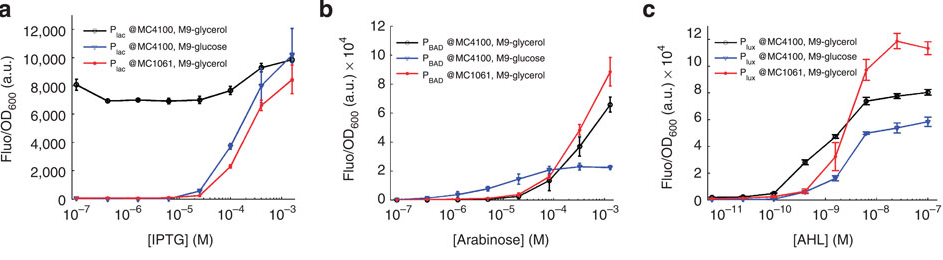 a
Fluo/OD600 (a.u.)
12,000
10,000
8,000
6,000
4,000
2,000
0
Plac @MC4100, M9-glycerol
Plac @MC4100, M9-glucose
Plac @MC1061, M9-glycerol
10−7 10−6 10−5 10−4 10−3
[IPTG] (M)
b
Fluo/OD600 (a.u.) × 104
12
10
8
6
4
2
0
PBAD @MC4100, M9-glycerol
PBAD @MC4100, M9-glucose
PBAD @MC1061, M9-glycerol
10−7 10−6 10−5 10−4 10−3
[Arabinose] (M)
c
Fluo/OD600 (a.u.) × 104
12
10
8
6
4
2
0
Plux @MC4100, M9-glycerol
Plux @MC4100, M9-glucose
Plux @MC1061, M9-glycerol
10−11 10−10 10−9 10−8 10−7
[AHL] (M)